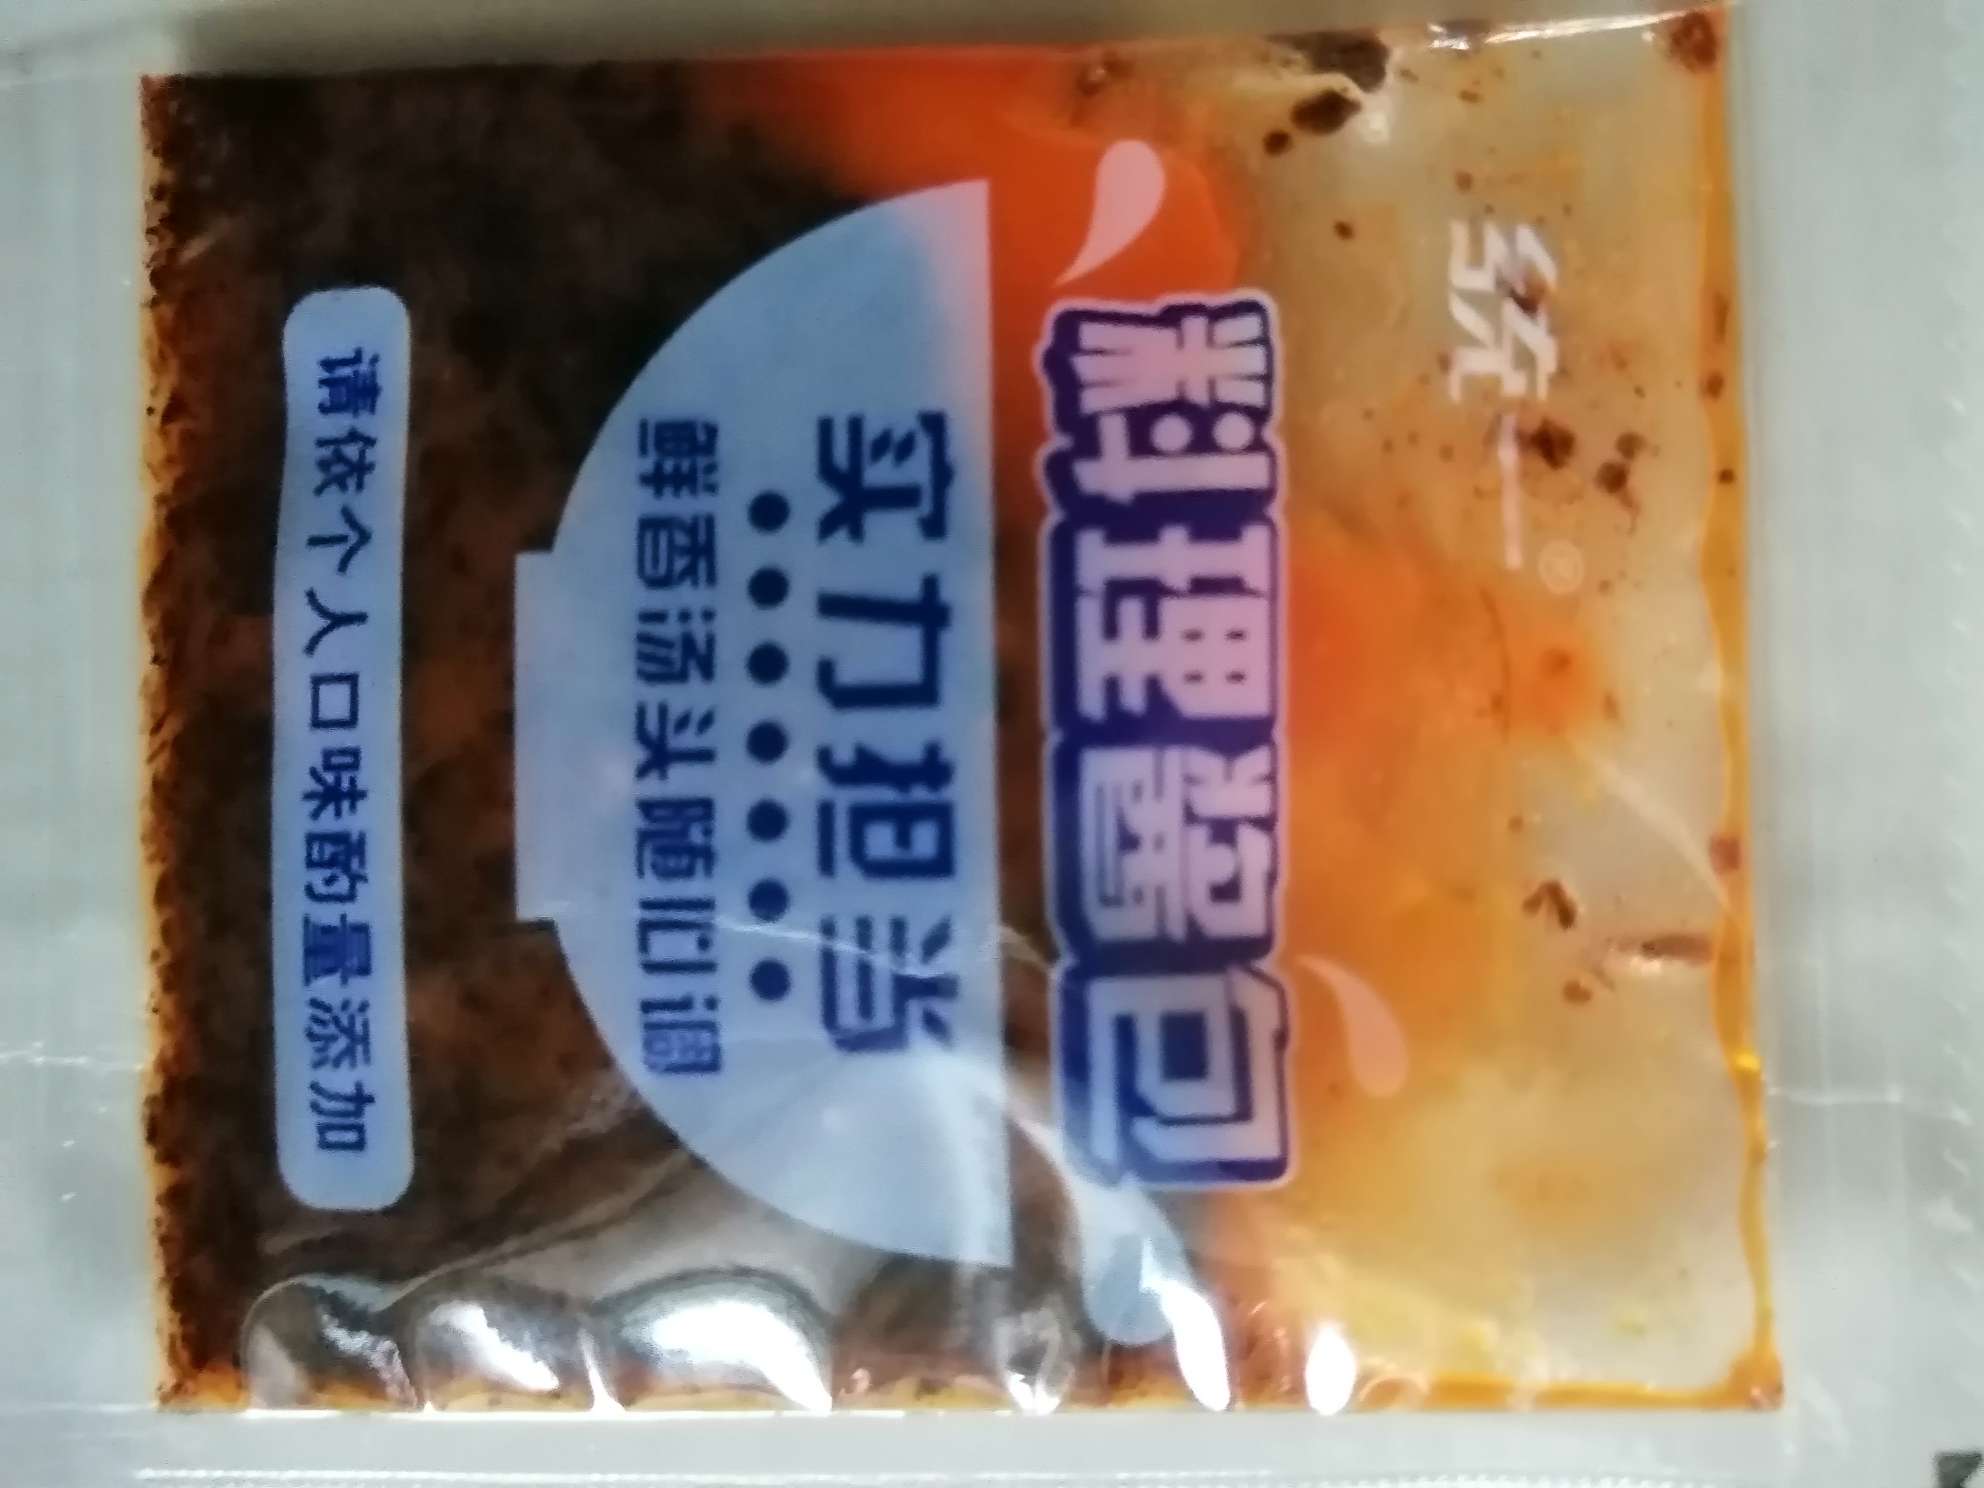 统一®
料理酱包
实力担当
鲜香汤头随心调
请依个人口味酌量添加